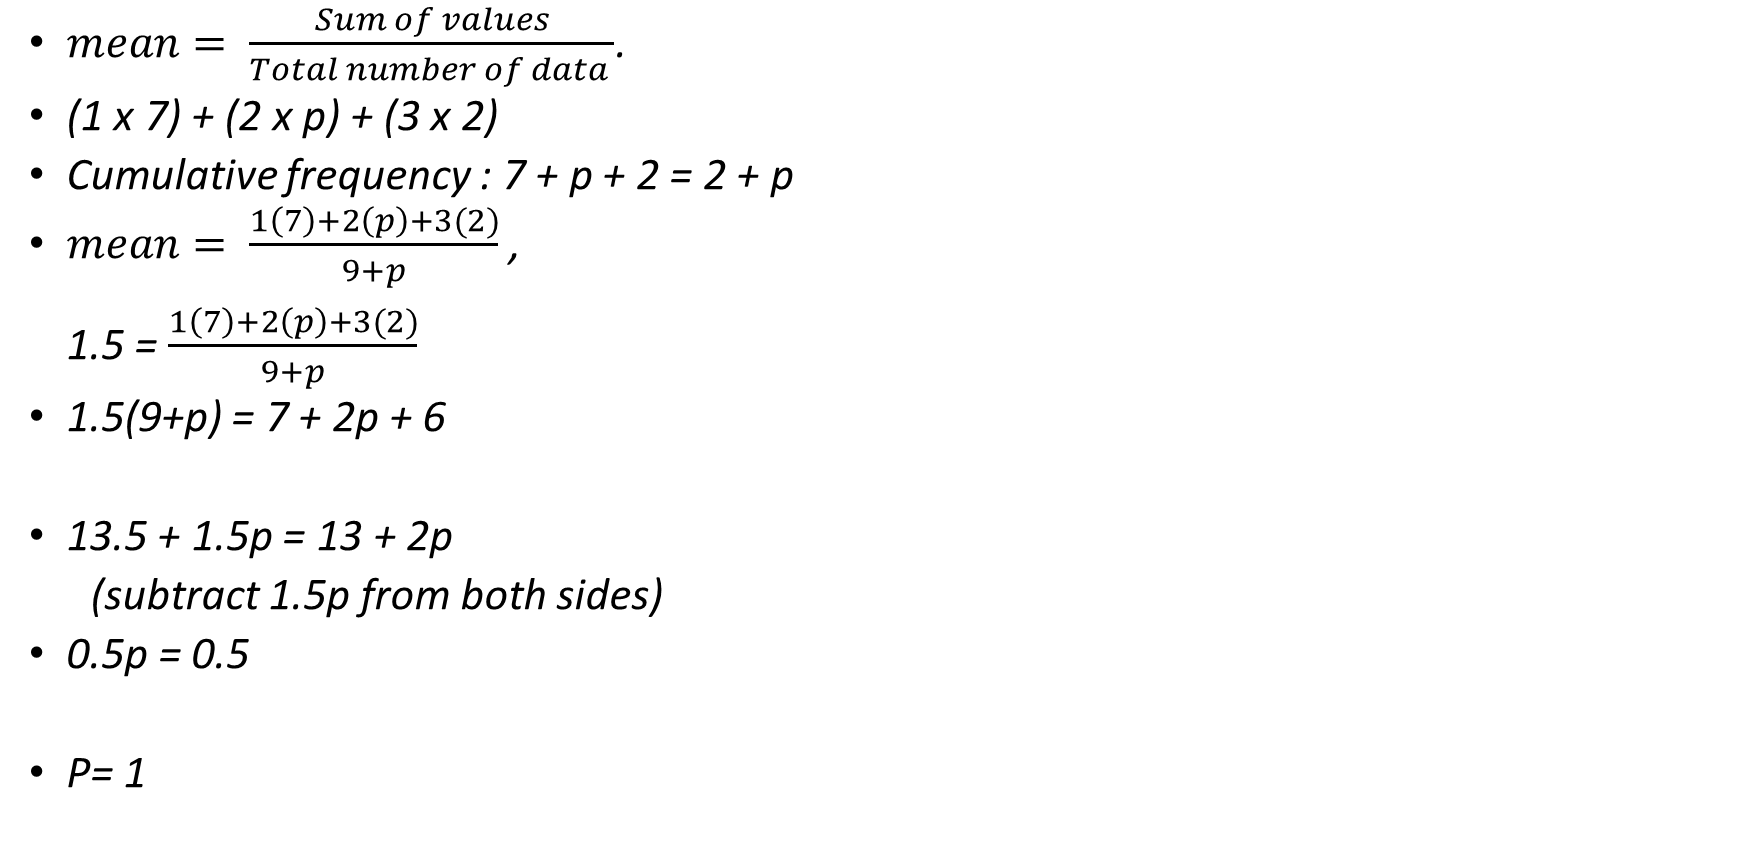 • mean = Sum of values / Total number of data .
• (1 x 7) + (2 x p) + (3 x 2)
• Cumulative frequency : 7 + p + 2 = 2 + p
• mean = 1(7)+2(p)+3(2) / 9+p ,
1.5 = 1(7)+2(p)+3(2) / 9+p
• 1.5(9+p) = 7 + 2p + 6
• 13.5 + 1.5p = 13 + 2p
(subtract 1.5p from both sides)
• 0.5p = 0.5
• P= 1